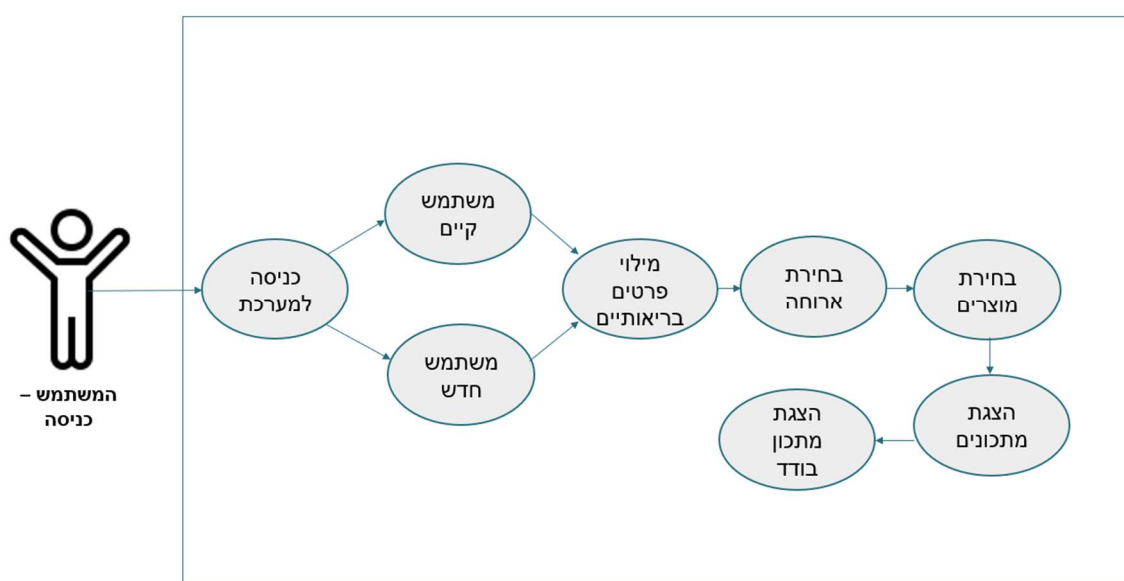 המשתמש –
כניסה
כניסה
למערכת
משתמש
קיים
משתמש
חדש
מילוי
פרטים
בריאותיים
בחירת
ארוחה
בחירת
מוצרים
הצגת
מתכונים
הצגת
מתכון
בודד